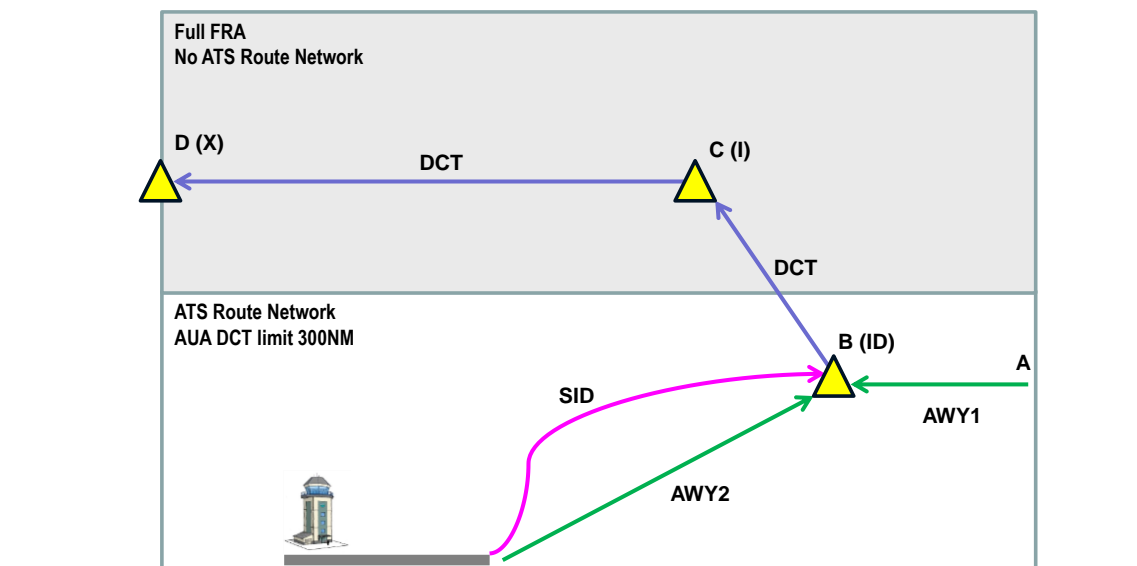 Full FRA
No ATS Route Network
D (X)
DCT
C (I)
DCT
ATS Route Network
AUA DCT limit 300NM
B (ID)
A
SID
AWY1
AWY2